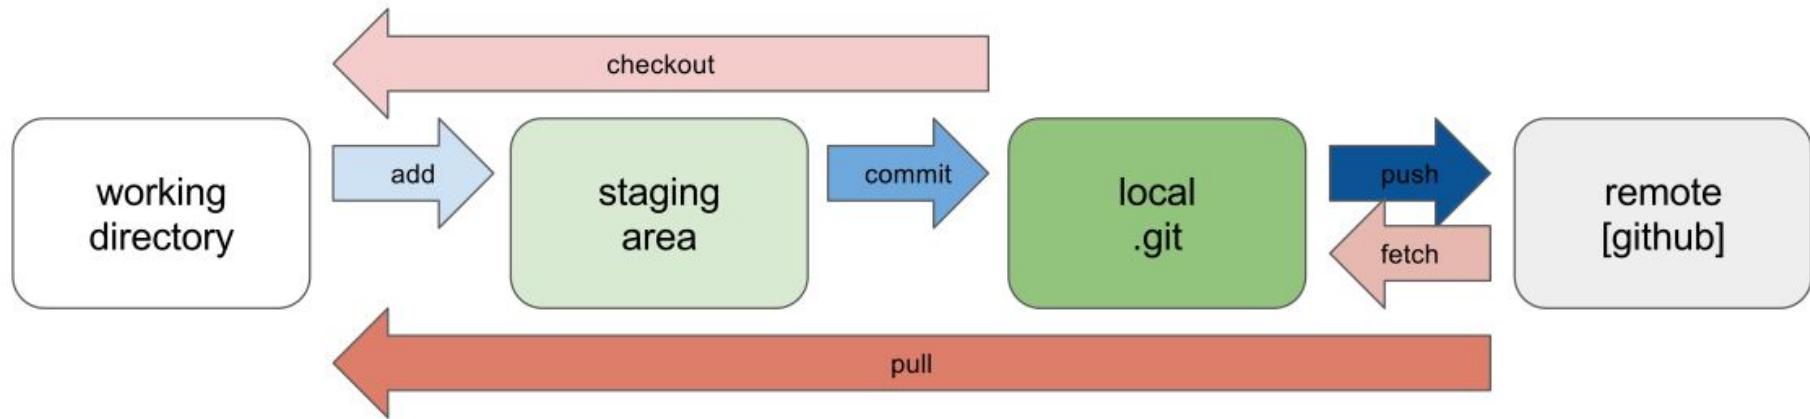 checkout
working
directory
add
staging
area
commit
local
.git
push
fetch
remote
[github]
pull